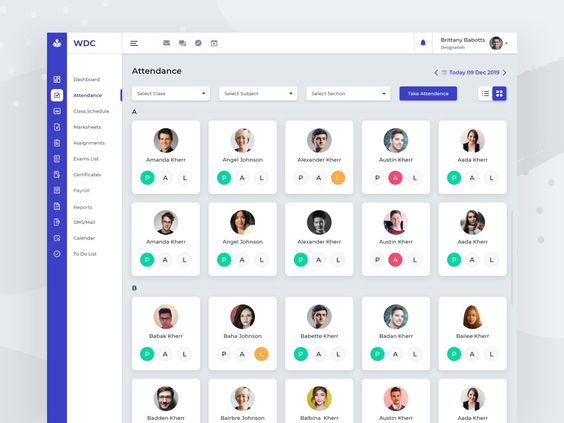 WDC
Brittany Babotts
Designation
Dashboard
Attendance
Class Schedule
Marksheets
Assignments
Exams List
Certificates
Payroll
Reports
SMS/Mail
Calendar
To Do List
Attendance
Today 09 Dec 2019
Select Class
Select Subject
Select Section
Take Attendence
A
Amanda Kherr
Angel Johnson
Alexander Kherr
Austin Kherr
Aada Kherr
P A L
P A L
P A L
P A L
P A L
Amanda Kherr
Angel Johnson
Alexander Kherr
Austin Kherr
Aada Kherr
P A L
P A L
P A L
P A L
P A L
B
Babak Kherr
Baha Johnson
Babette Kherr
Badan Kherr
Bailee Kherr
P A L
P A L
P A L
P A L
P A L
Badden Kherr
Bairbre Johnson
Balbina Kherr
Austin Kherr
Aada Kherr